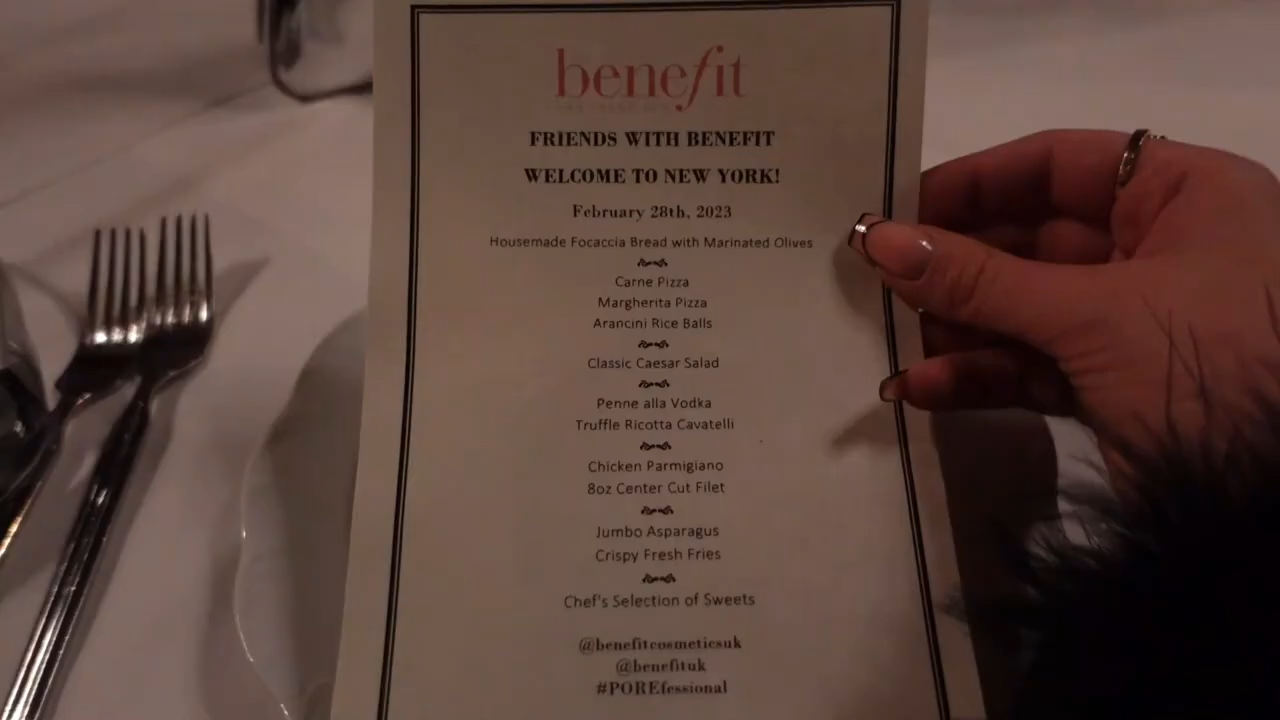 benefit
FRIENDS WITH BENEFIT
WELCOME TO NEW YORK!
February 28th, 2023
Housemade Focaccia Bread with Marinated Olives
Carne Pizza
Margherita Pizza
Arancini Rice Balls
Classic Caesar Salad
Penne alla Vodka
Truffle Ricotta Cavatelli
Chicken Parmigiano
8oz Center Cut Filet
Jumbo Asparagus
Crispy Fresh Fries
Chef's Selection of Sweets
@benefitcosmeticsuk
@benefituk
#POREfessional